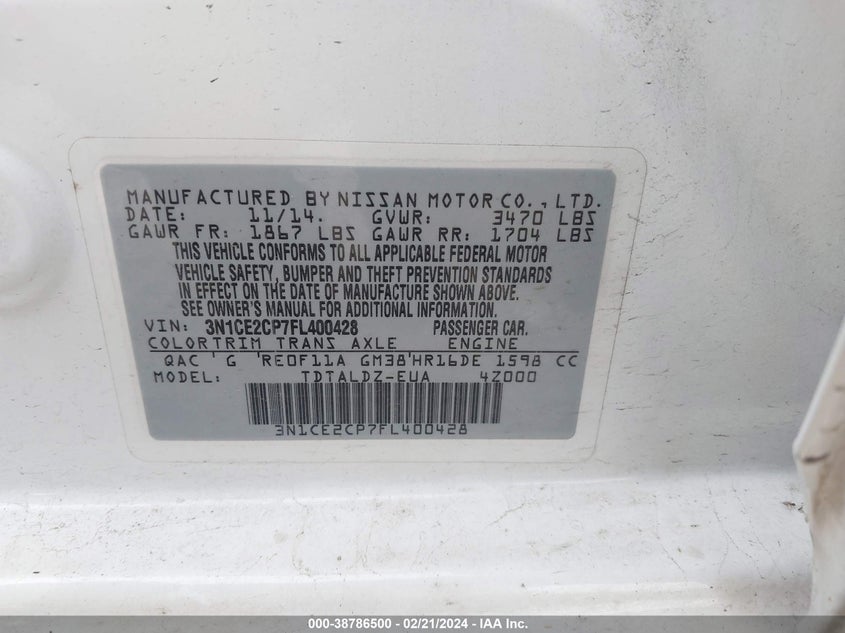 MANUFACTURED BY NISSAN MOTOR CO., LTD.
DATE: 11/14. GVWR: 3470 LBS
GAWR FR: 1867 LBS GAWR RR: 1704 LBS
THIS VEHICLE CONFORMS TO ALL APPLICABLE FEDERAL MOTOR
VEHICLE SAFETY, BUMPER AND THEFT PREVENTION STANDARDS
IN EFFECT ON THE DATE OF MANUFACTURE SHOWN ABOVE.
SEE OWNER'S MANUAL FOR ADDITIONAL INFORMATION.
VIN: 3N1CE2CP7FL400428 PASSENGER CAR.
COLOR TRIM TRANS AXLE ENGINE
QAC ' G 'RE0F11A GM38'HR16DE 1598 CC
MODEL: TDTALDZ-EUA 4Z000
3N1CE2CP7FL400428
000-38786500 - 02/21/2024 - IAA Inc.